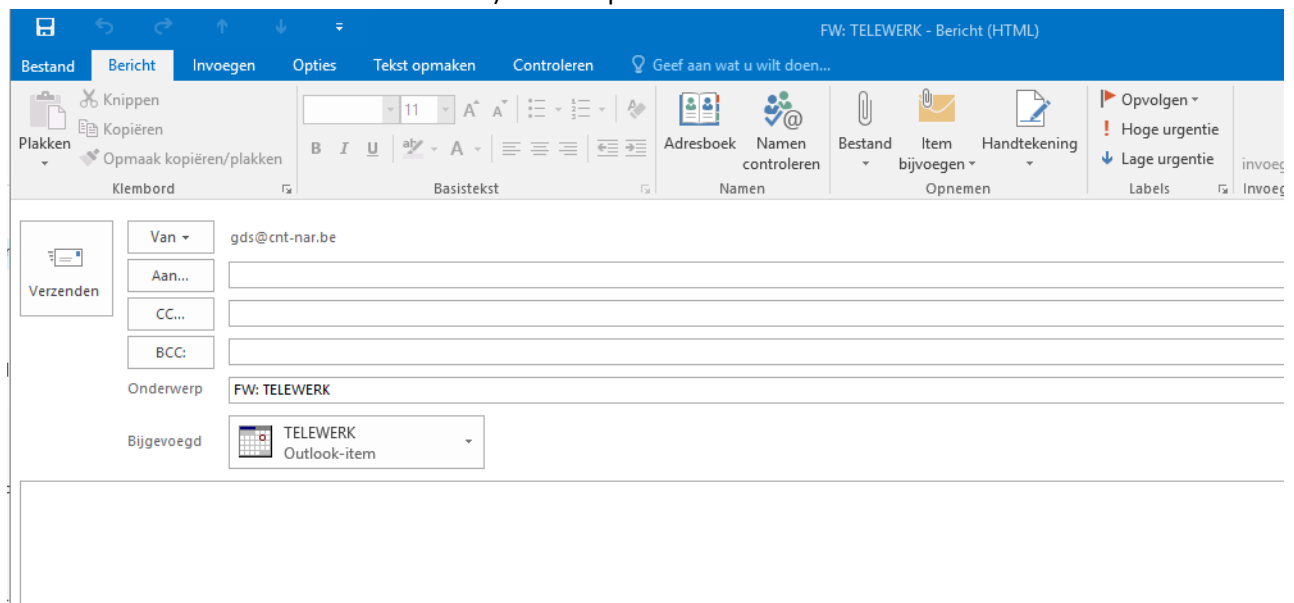 FW: TELEWERK - Bericht (HTML)
Bestand Bericht Invoegen Opties Tekst opmaken Controleren Geef aan wat u wilt doen...
Plakken
Knippen
Kopiëren
Opmaak kopiëren/plakken
Klembord
11 A A
B I U aby A
Basistekst
Adresboek
Namen controleren
Namen
Bestand
Item bijvoegen
Handtekening
Opnemen
Opvolgen
! Hoge urgentie
Lage urgentie
Labels
Verzenden
Van gds@cnt-nar.be
Aan...
CC...
BCC:
Onderwerp FW: TELEWERK
Bijgevoegd TELEWERK
Outlook-item